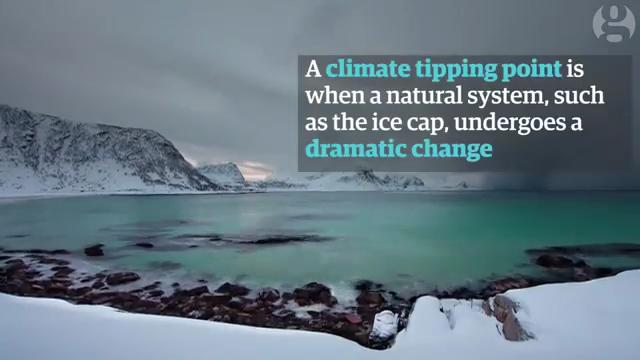 A climate tipping point is
when a natural system, such
as the ice cap, undergoes a
dramatic change